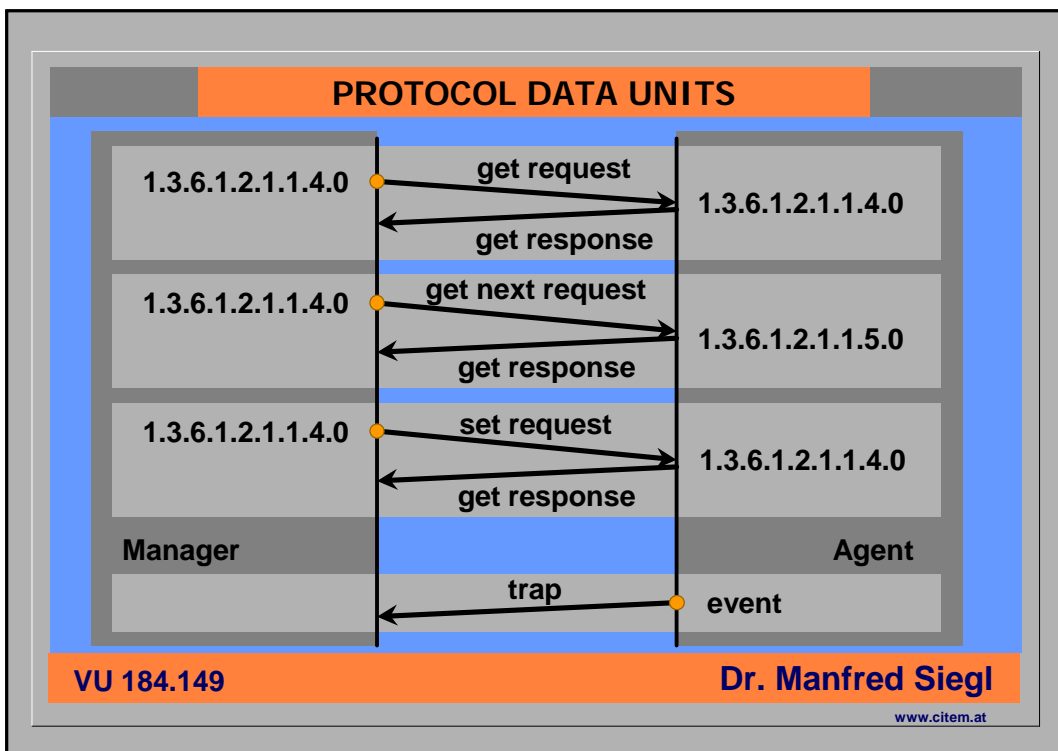 PROTOCOL DATA UNITS
get request
1.3.6.1.2.1.1.4.0
1.3.6.1.2.1.1.4.0
get response
get next request
1.3.6.1.2.1.1.4.0
1.3.6.1.2.1.1.5.0
get response
set request
1.3.6.1.2.1.1.4.0
1.3.6.1.2.1.1.4.0
get response
Manager
Agent
trap
event
VU 184.149
Dr. Manfred Siegl
www.citem.at